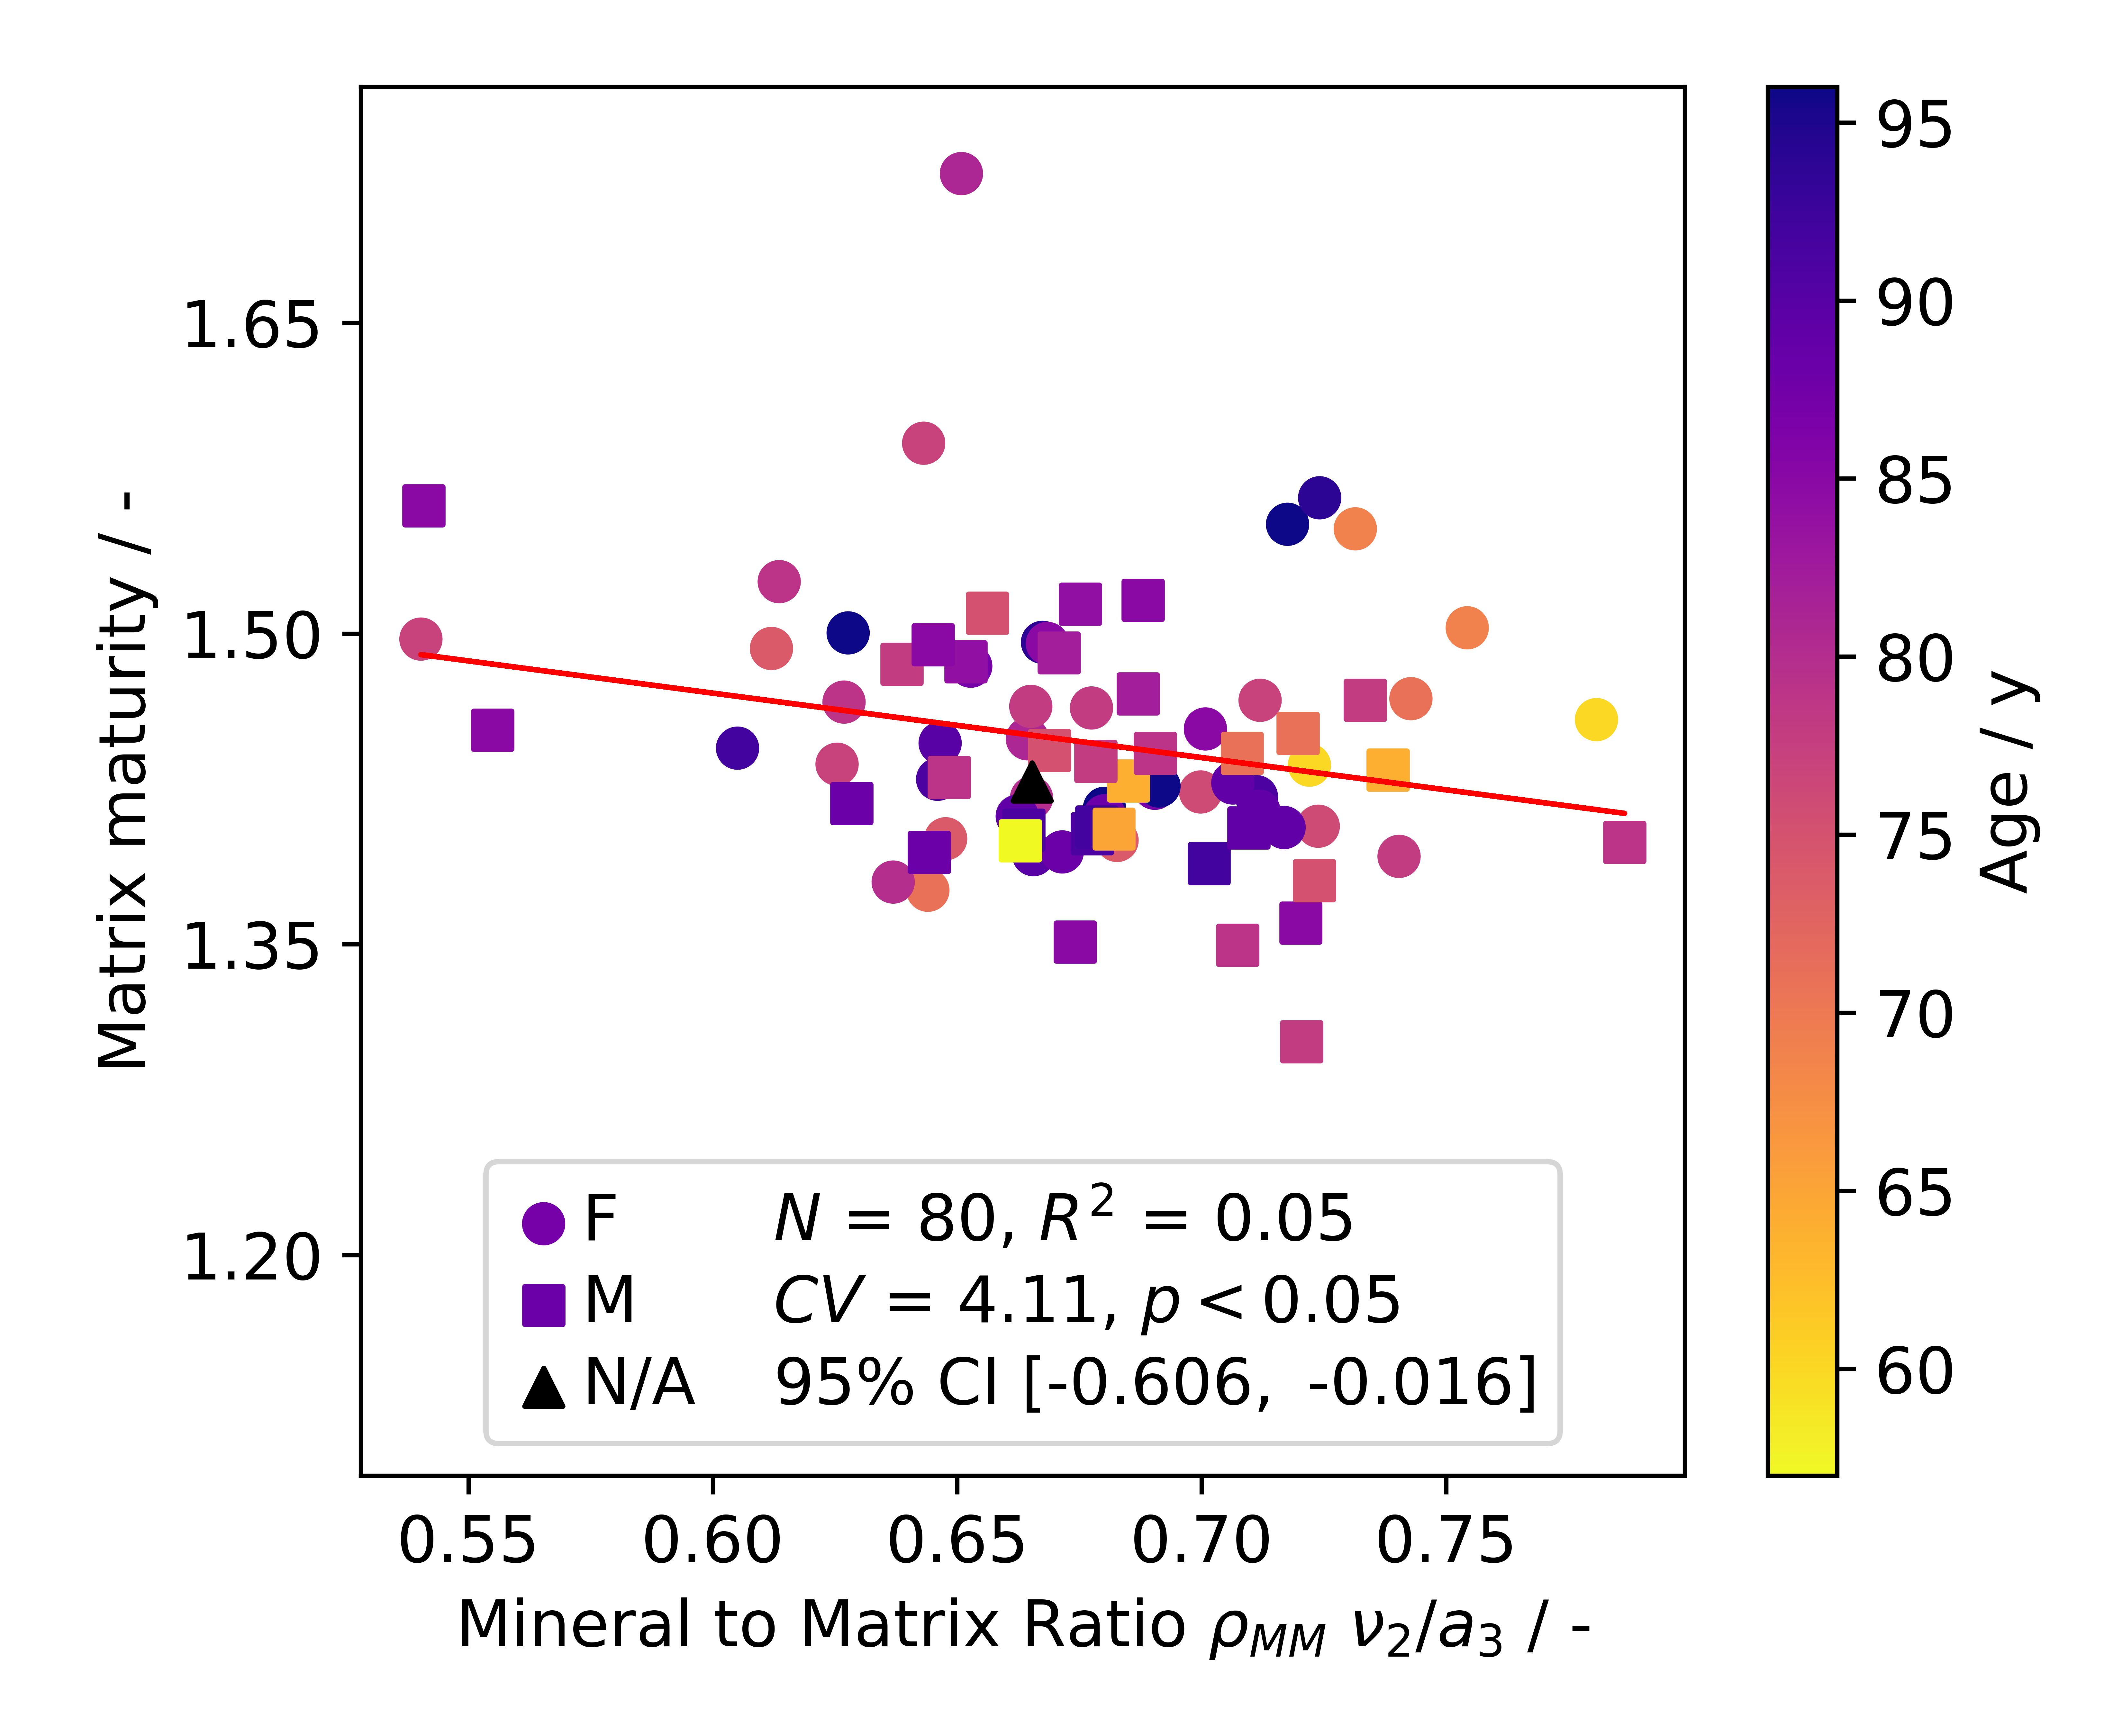 Matrix maturity / -
1.65
1.50
1.35
1.20
F
M
N/A
N = 80, R² = 0.05
CV = 4.11, p < 0.05
95% CI [-0.606, -0.016]
0.55 0.60 0.65 0.70 0.75
Mineral to Matrix Ratio ρ_MM ν₂/a₃ / -
95
90
85
80
75
70
65
60
Age / y